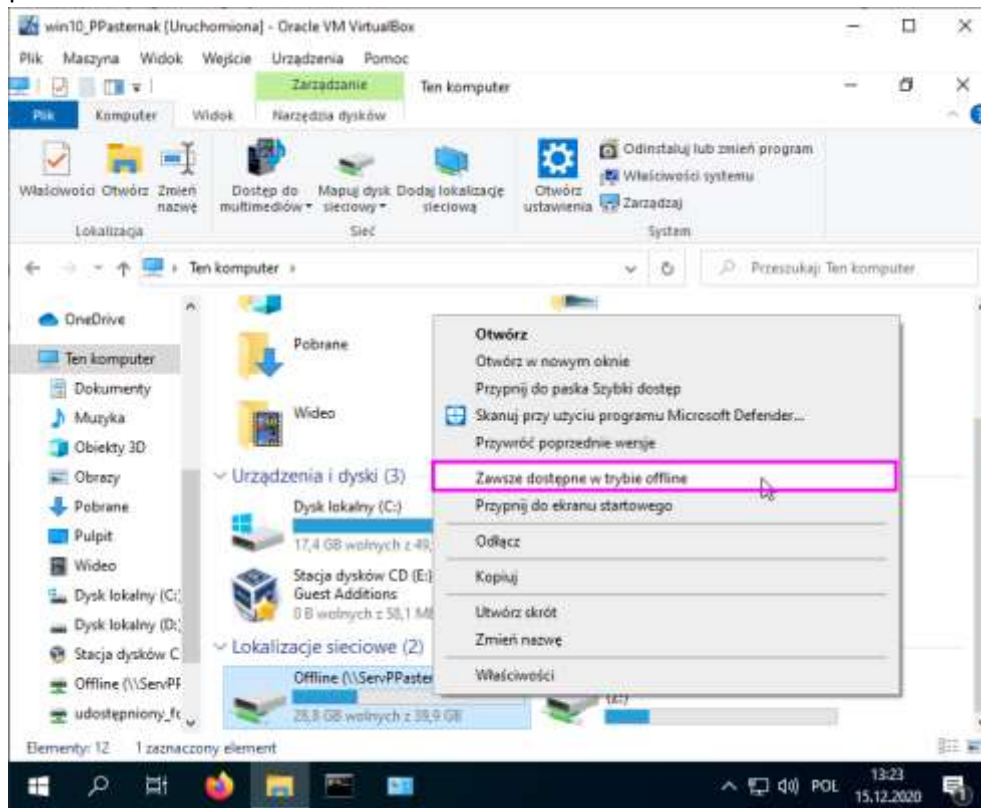 win10_PPasternak [Uruchomiona] - Oracle VM VirtualBox
Plik Maszyna Widok Wejście Urządzenia Pomoc
Zarządzanie Ten komputer
Plik Komputer Widok Narzędzia dysków
Właściwości Otwórz Zmień nazwę
Dostęp do multimediów Mapuj dysk sieciowy Dodaj lokalizację sieciową
Otwórz ustawienia
Odinstaluj lub zmień program
Właściwości systemu
Zarządzaj
Lokalizacja Sieć System
Ten komputer
Przeszukaj: Ten komputer
OneDrive
Ten komputer
Dokumenty
Muzyka
Obiekty 3D
Obrazy
Pobrane
Pulpit
Wideo
Dysk lokalny (C:
Dysk lokalny (D:
Stacja dysków C
Offline (\\ServPF
udostępniony_fc
Pobrane
Wideo
Urządzenia i dyski (3)
Dysk lokalny (C:)
17,4 GB wolnych z 49,
Stacja dysków CD (E:)
Guest Additions
0 B wolnych z 58,1 MB
Lokalizacje sieciowe (2)
Offline (\\ServPPaster
28,8 GB wolnych z 39,9 GB
(Z:)
Otwórz
Otwórz w nowym oknie
Przypnij do paska Szybki dostęp
Skanuj przy użyciu programu Microsoft Defender...
Przywróć poprzednie wersje
Zawsze dostępne w trybie offline
Przypnij do ekranu startowego
Odłącz
Kopiuj
Utwórz skrót
Zmień nazwę
Właściwości
Elementy: 12 1 zaznaczony element
POL
13:23
15.12.2020